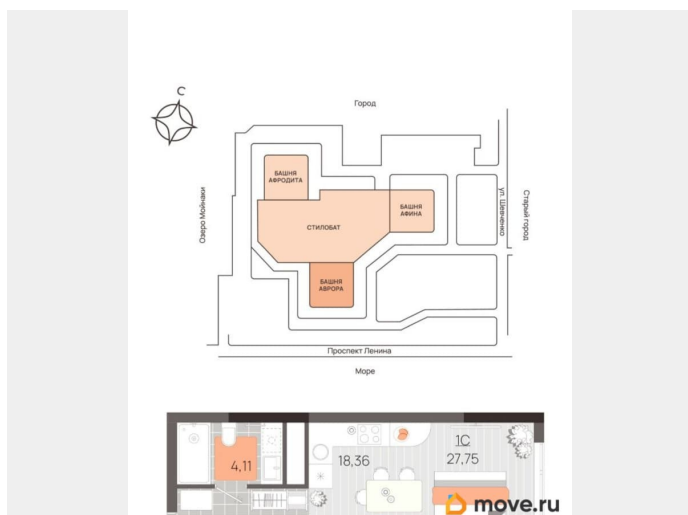 С
Город
БАШНЯ
АФРОДИТА
БАШНЯ
АФИНА
СТИЛОБАТ
БАШНЯ
АВРОРА
Озеро Мойнаки
ул. Шевченко
Старый город
Проспект Ленина
Море
1С
4,11
18,36
27,75
move.ru